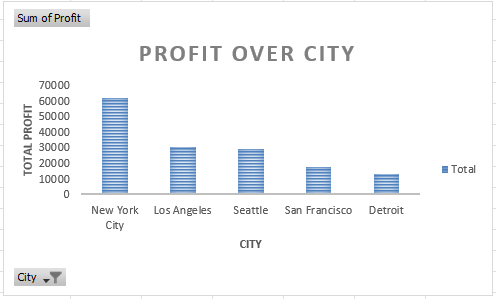 Sum of Profit
PROFIT OVER CITY
TOTAL PROFIT
70000
60000
50000
40000
30000
20000
10000
0
New York
City
Los Angeles
Seattle
San Francisco
Detroit
CITY
Total
City